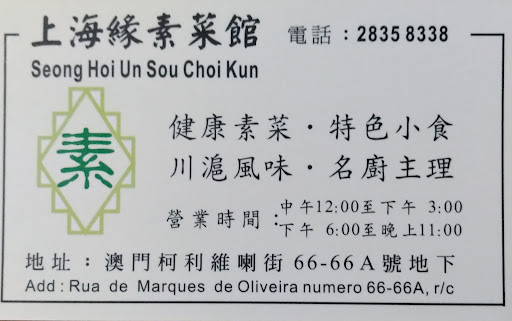 上海緣素菜館 電話：2835 8338
Seong Hoi Un Sou Choi Kun
素
健康素菜·特色小食
川滬風味·名廚主理
營業時間：中午12:00至下午 3:00
下午 6:00至晚上11:00
地址：澳門柯利維喇街 66-66A號地下
Add : Rua de Marques de Oliveira numero 66-66A, r/c